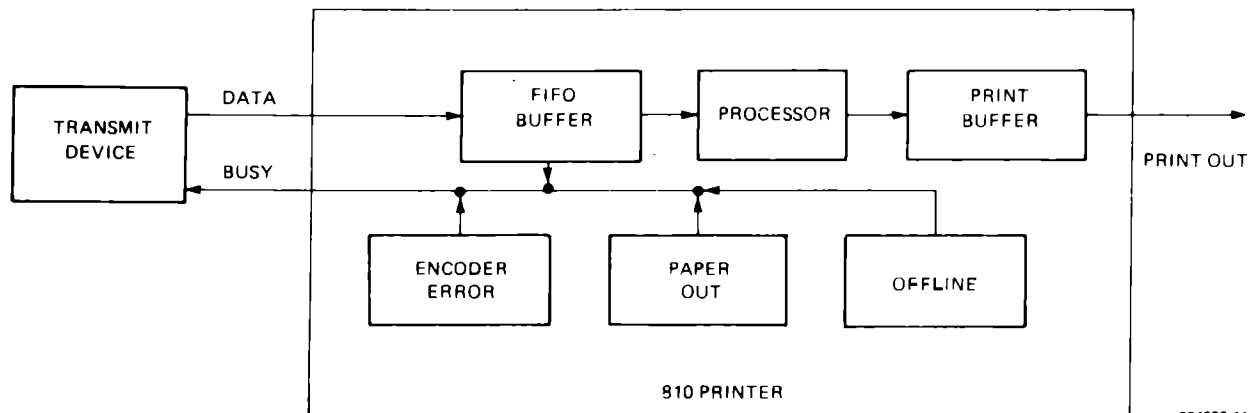 DATA
FIFO
BUFFER
PROCESSOR
PRINT
BUFFER
TRANSMIT
DEVICE
BUSY
PRINT OUT
ENCODER
ERROR
PAPER
OUT
OFFLINE
810 PRINTER